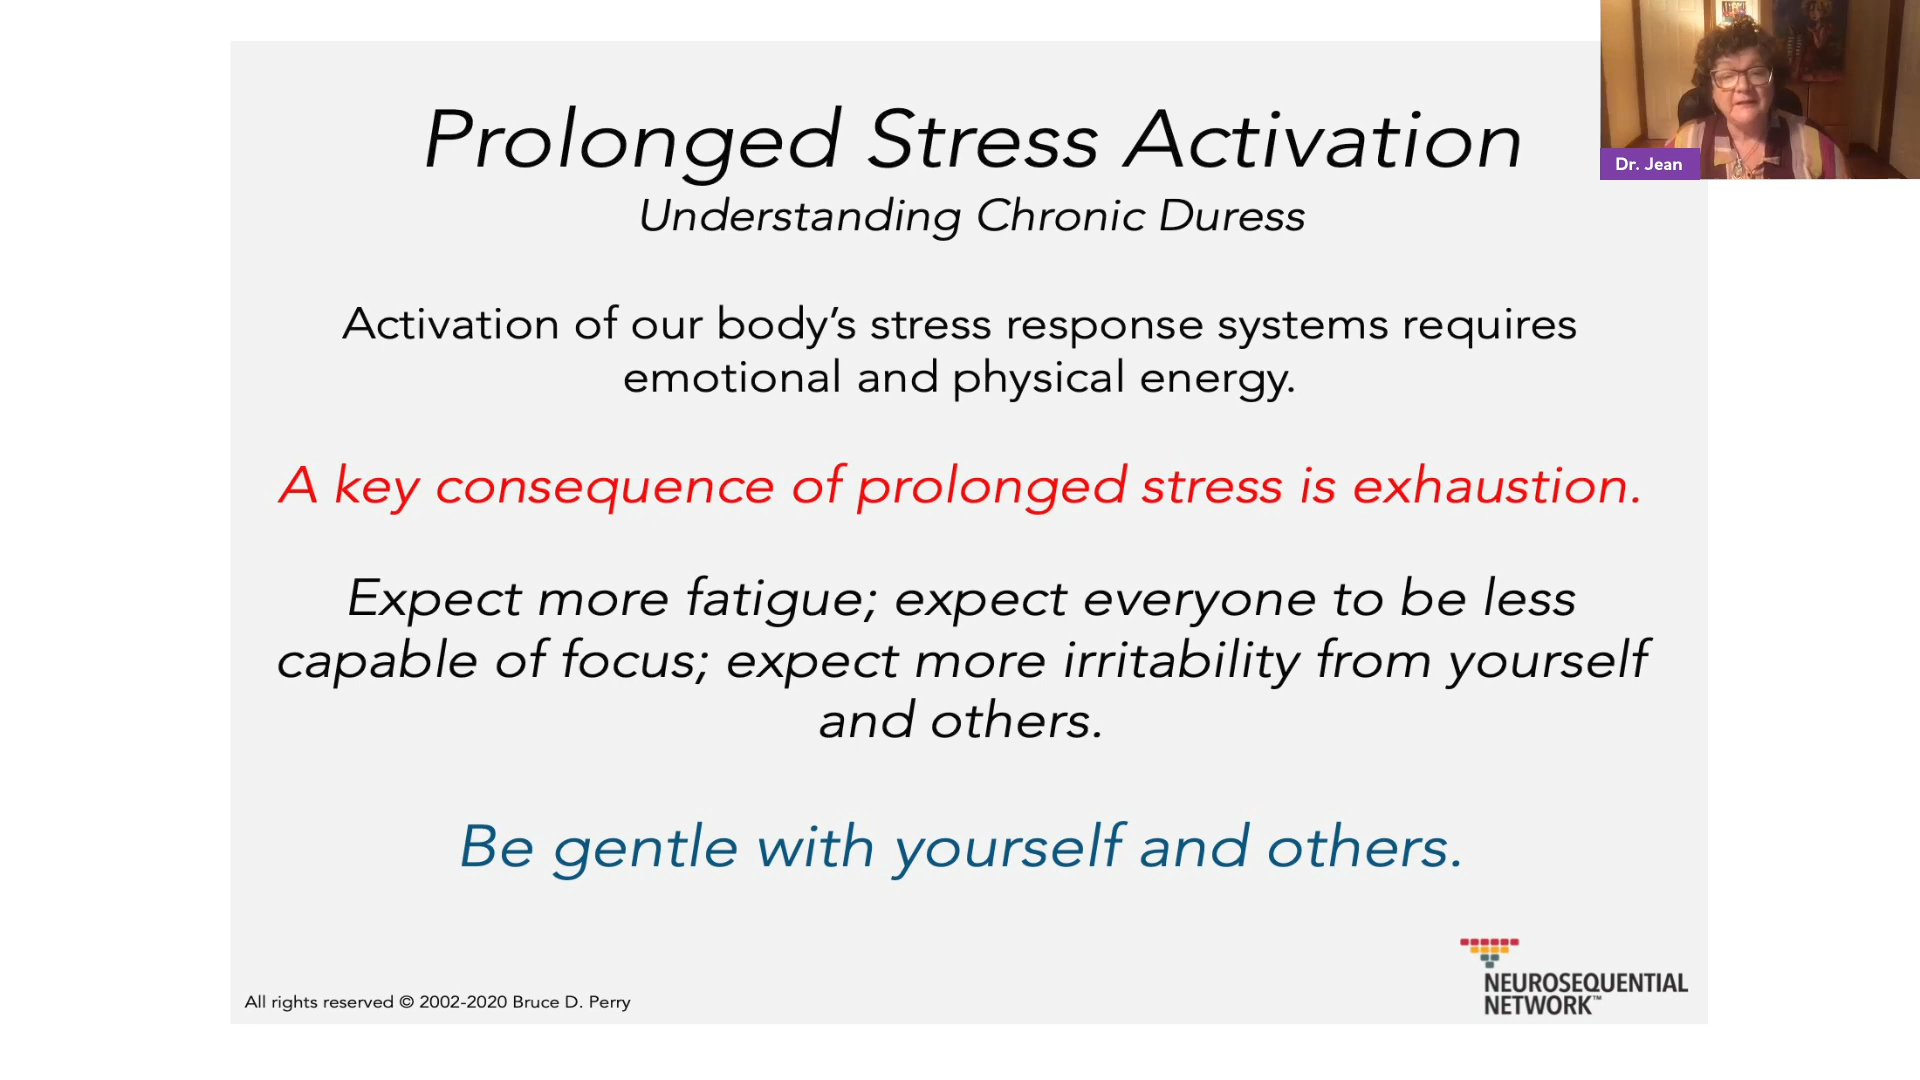 Prolonged Stress Activation
Understanding Chronic Duress
Activation of our body’s stress response systems requires
emotional and physical energy.
A key consequence of prolonged stress is exhaustion.
Expect more fatigue; expect everyone to be less
capable of focus; expect more irritability from yourself
and others.
Be gentle with yourself and others.
All rights reserved © 2002-2020 Bruce D. Perry
NEUROSEQUENTIAL
NETWORK™
Dr. Jean